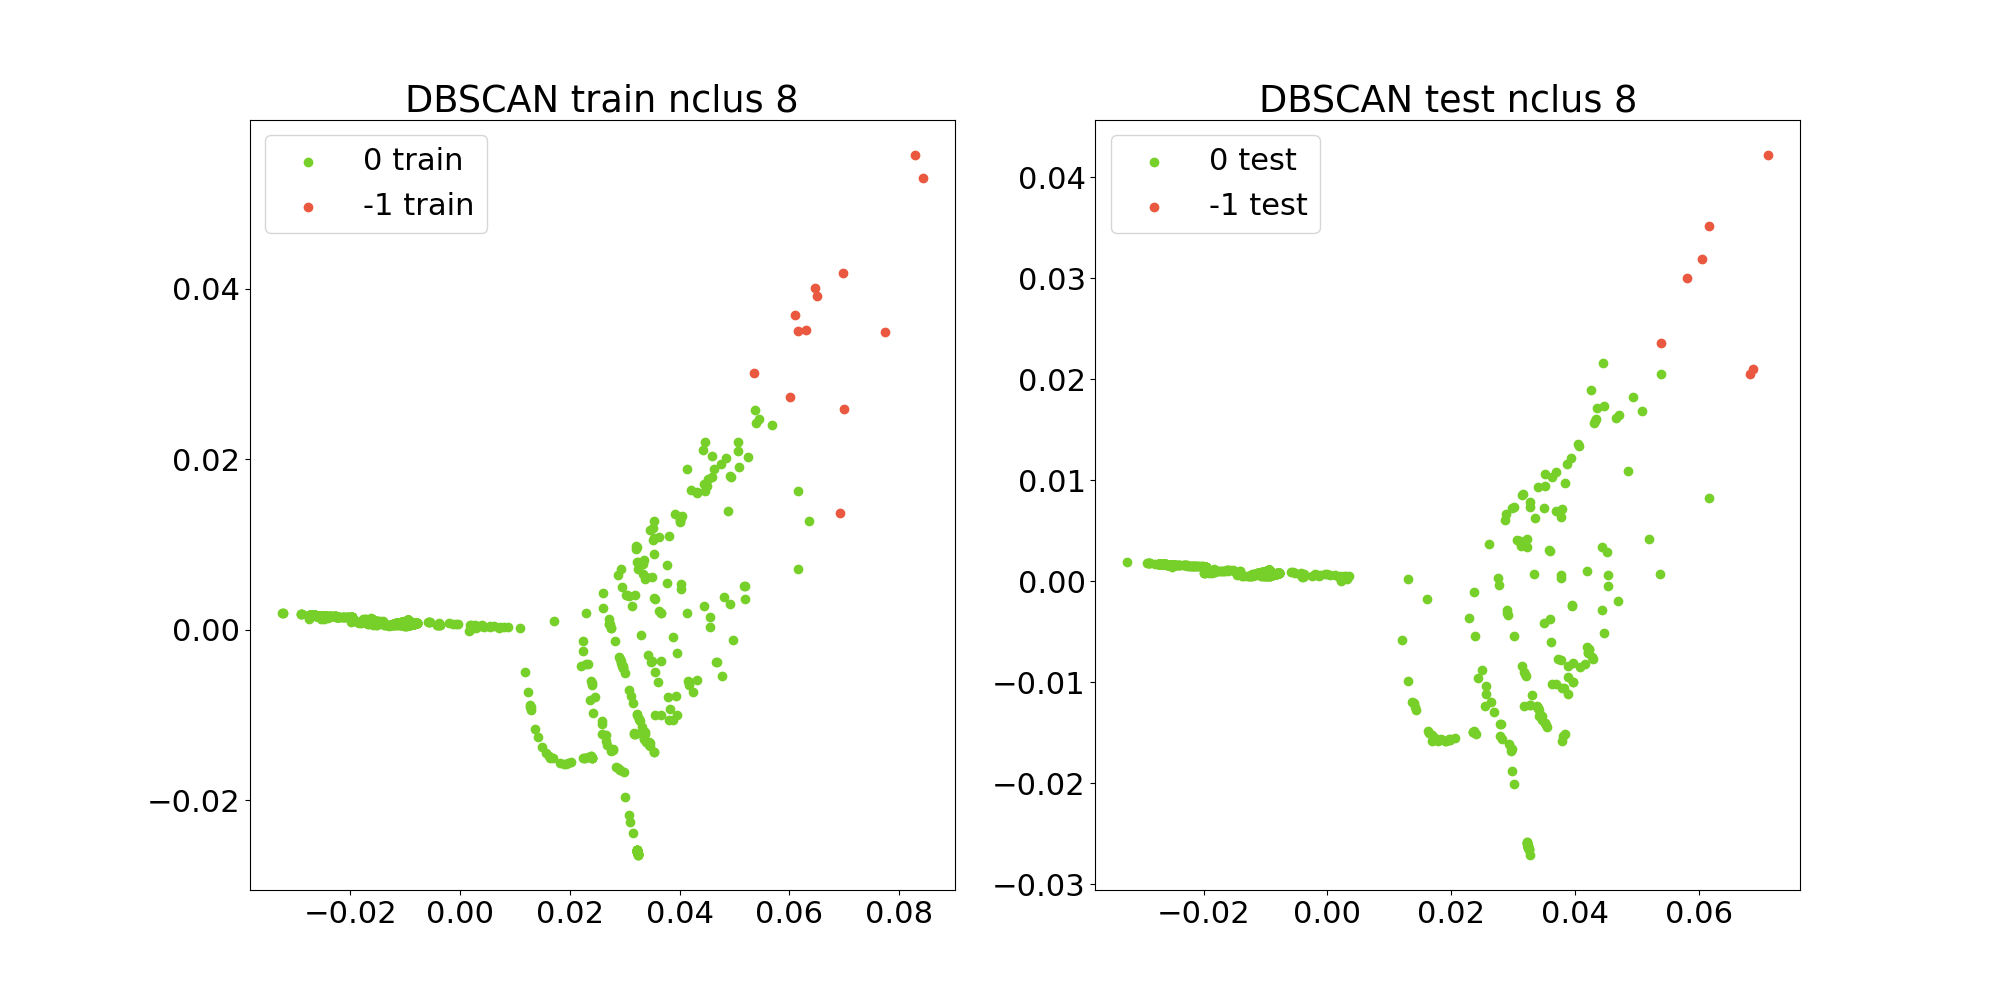 DBSCAN train nclus 8
0 train
-1 train
0.04
0.02
0.00
−0.02
−0.02 0.00 0.02 0.04 0.06 0.08
DBSCAN test nclus 8
0 test
-1 test
0.04
0.03
0.02
0.01
0.00
−0.01
−0.02
−0.03
−0.02 0.00 0.02 0.04 0.06